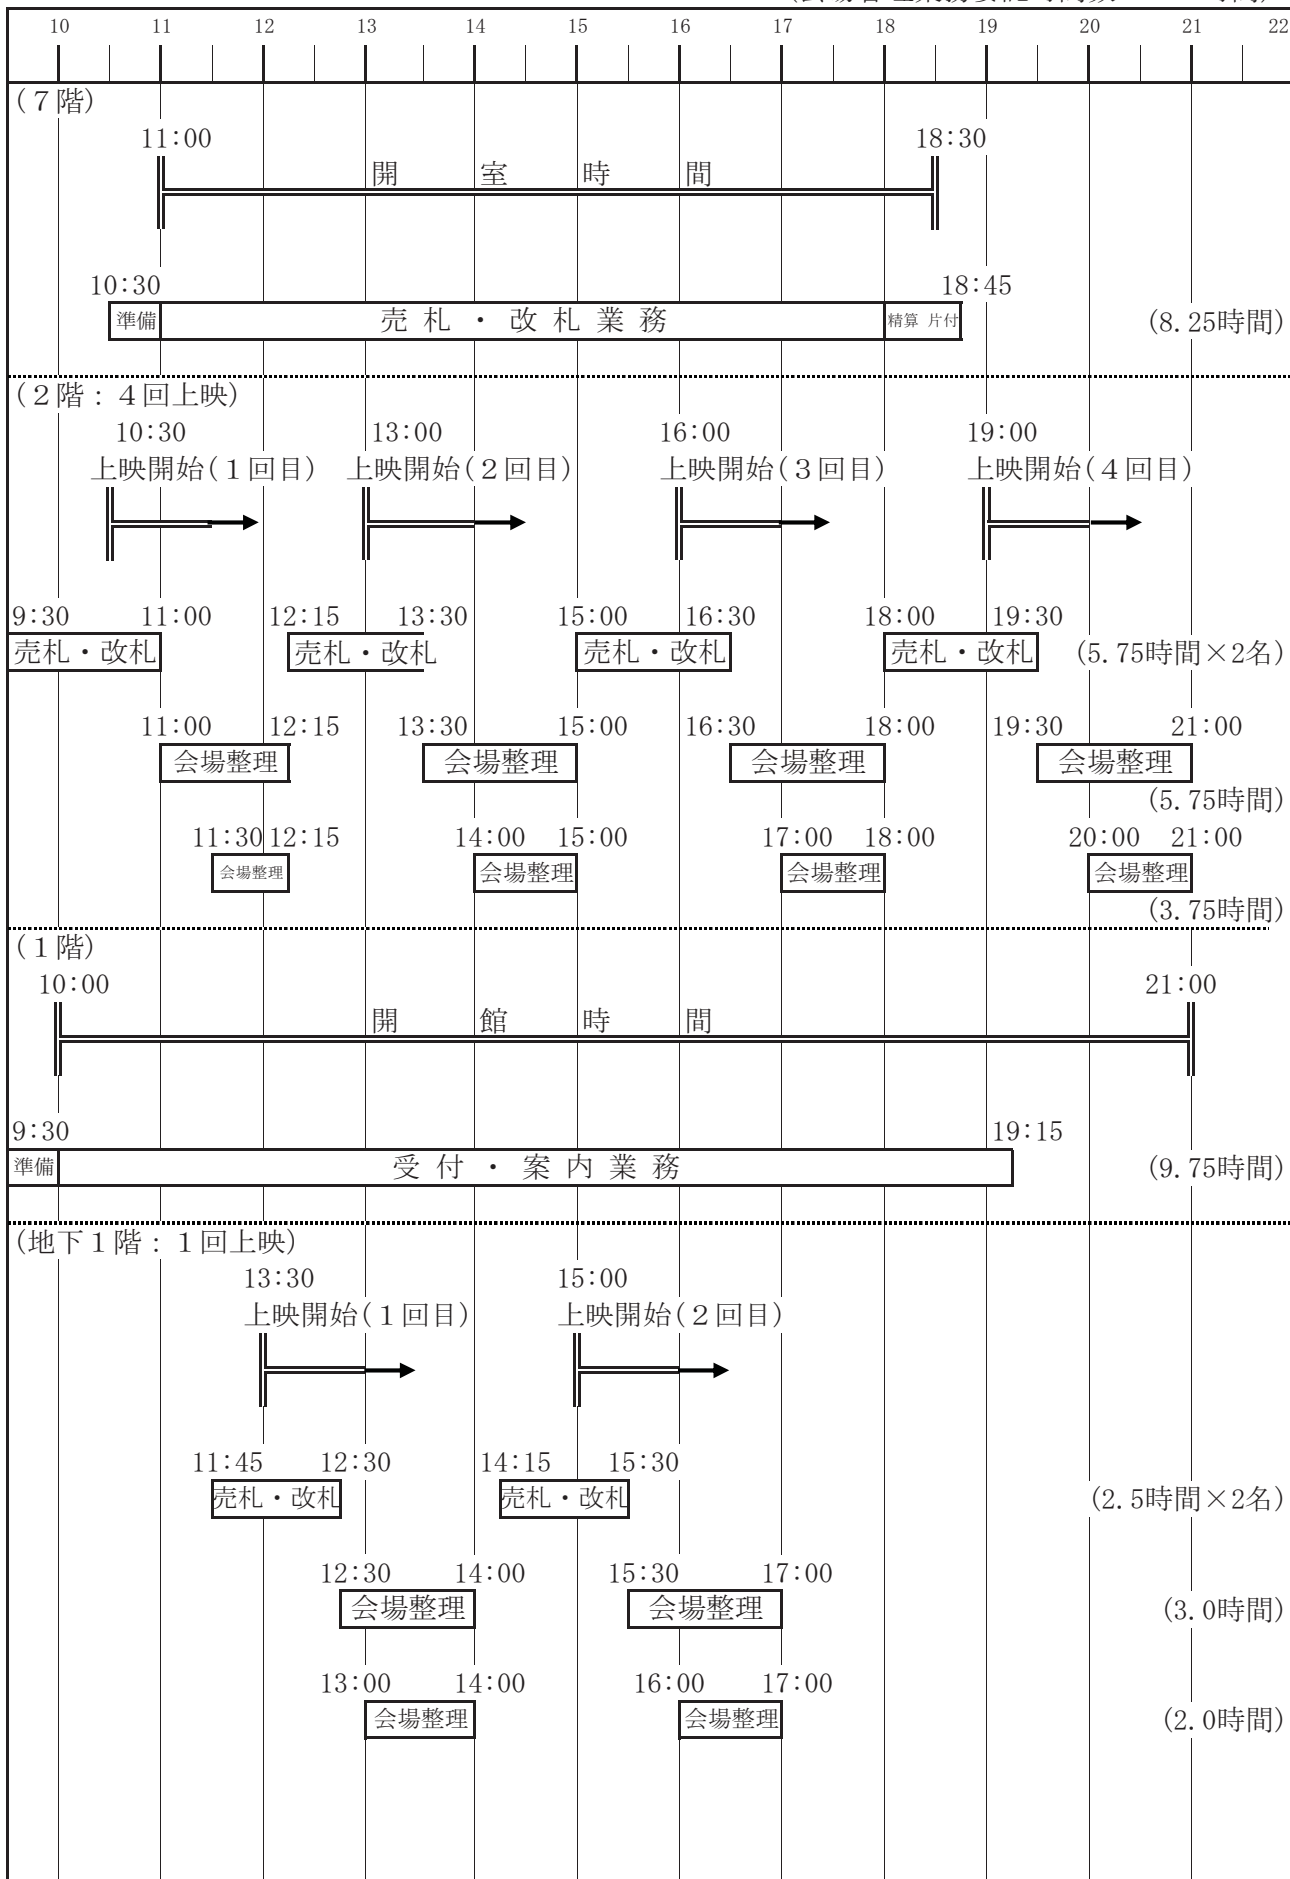 10 11 12 13 14 15 16 17 18 19 20 21 22
(７階)
11:00 18:30
開 室 時 間
10:30 18:45
準備 売 札 ・ 改 札 業 務 精算 片付 (8.25時間)
(２階：４回上映)
10:30 13:00 16:00 19:00
上映開始(１回目) 上映開始(２回目) 上映開始(３回目) 上映開始(４回目)
9:30 11:00 12:15 13:30 15:00 16:30 18:00 19:30
売札・改札 売札・改札 売札・改札 売札・改札 (5.75時間×2名)
11:00 12:15 13:30 15:00 16:30 18:00 19:30 21:00
会場整理 会場整理 会場整理 会場整理
(5.75時間)
11:30 12:15 14:00 15:00 17:00 18:00 20:00 21:00
会場整理 会場整理 会場整理 会場整理
(3.75時間)
(１階)
10:00 21:00
開 館 時 間
9:30 19:15
準備 受 付 ・ 案 内 業 務 (9.75時間)
(地下１階：１回上映)
13:30 15:00
上映開始(１回目) 上映開始(２回目)
11:45 12:30 14:15 15:30
売札・改札 売札・改札 (2.5時間×2名)
12:30 14:00 15:30 17:00
会場整理 会場整理 (3.0時間)
13:00 14:00 16:00 17:00
会場整理 会場整理 (2.0時間)